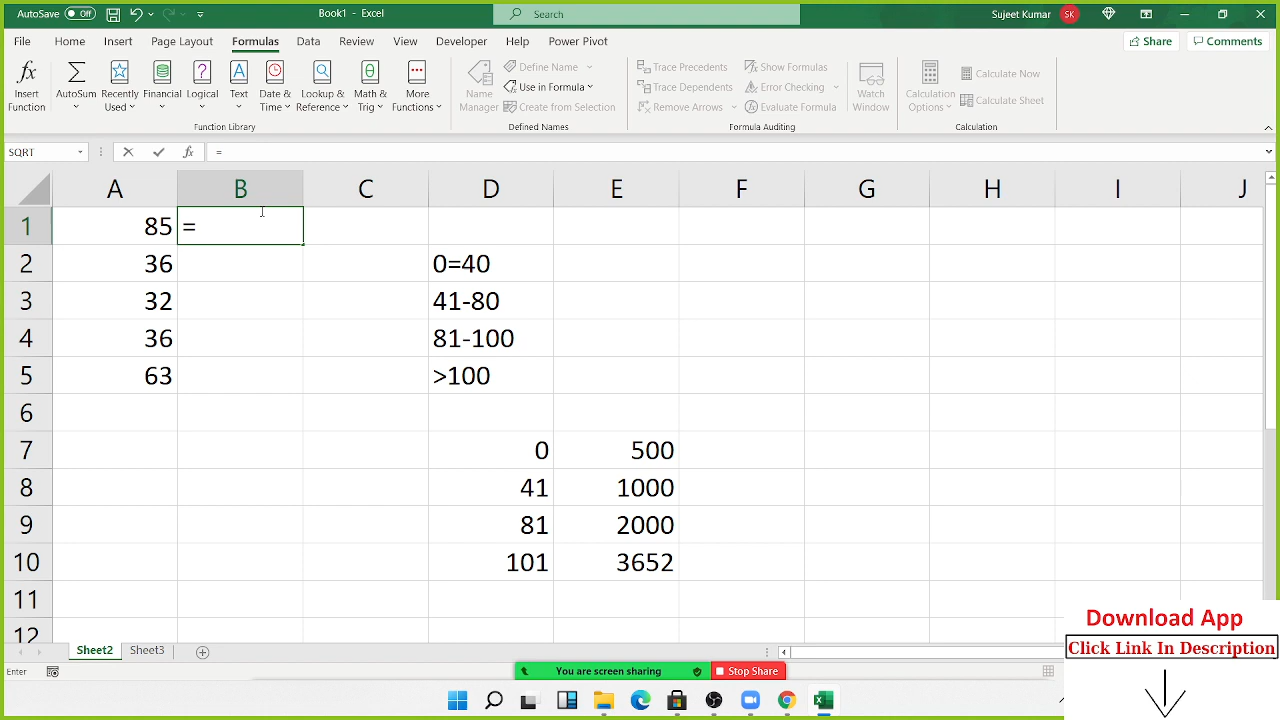 AutoSave Off Book1 - Excel Search Sujeet Kumar SK
File Home Insert Page Layout Formulas Data Review View Developer Help Power Pivot Share Comments
Insert Function
AutoSum
Recently Used
Financial
Logical
Text
Date & Time
Lookup & Reference
Math & Trig
More Functions
Function Library
Name Manager
Define Name
Use in Formula
Create from Selection
Defined Names
Trace Precedents
Trace Dependents
Remove Arrows
Show Formulas
Error Checking
Evaluate Formula
Watch Window
Formula Auditing
Calculation Options
Calculate Now
Calculate Sheet
Calculation
SQRT fx =
A B C D E F G H I J
1 85 =
2 36 0=40
3 32 41-80
4 36 81-100
5 63 >100
6
7 0 500
8 41 1000
9 81 2000
10 101 3652
11
12
Sheet2 Sheet3
Enter
You are screen sharing Stop Share
Download App
Click Link In Description